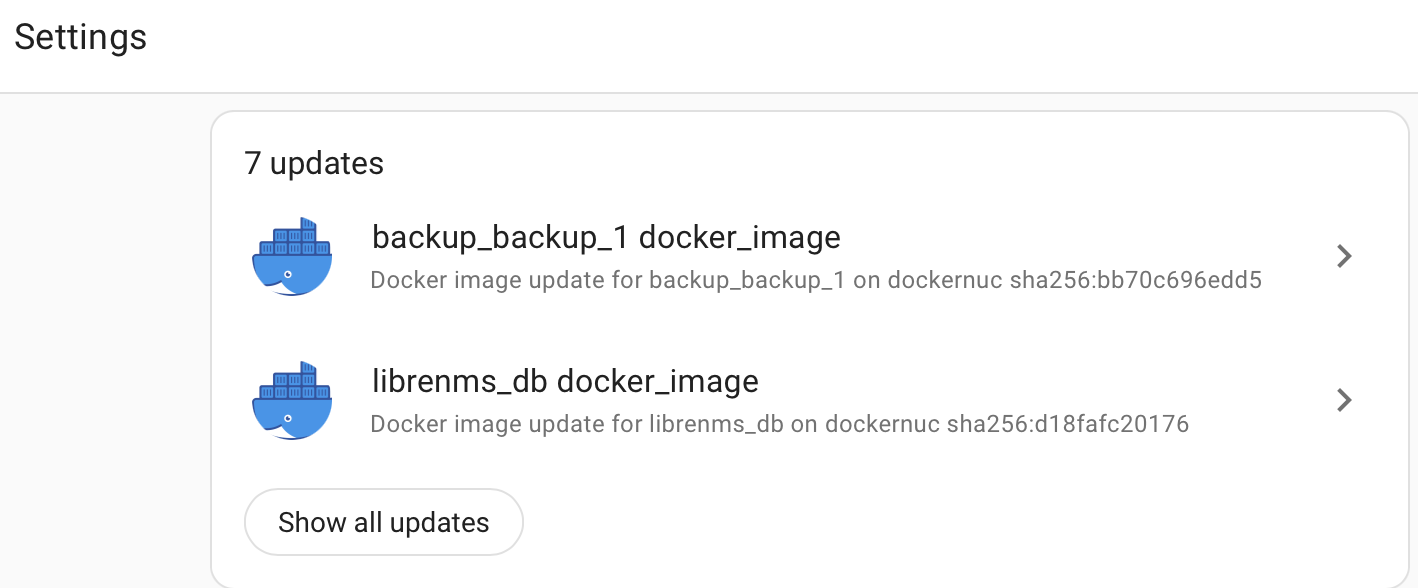 Settings
7 updates
backup_backup_1 docker_image
Docker image update for backup_backup_1 on dockernuc sha256:bb70c696edd5
librenms_db docker_image
Docker image update for librenms_db on dockernuc sha256:d18fafc20176
Show all updates